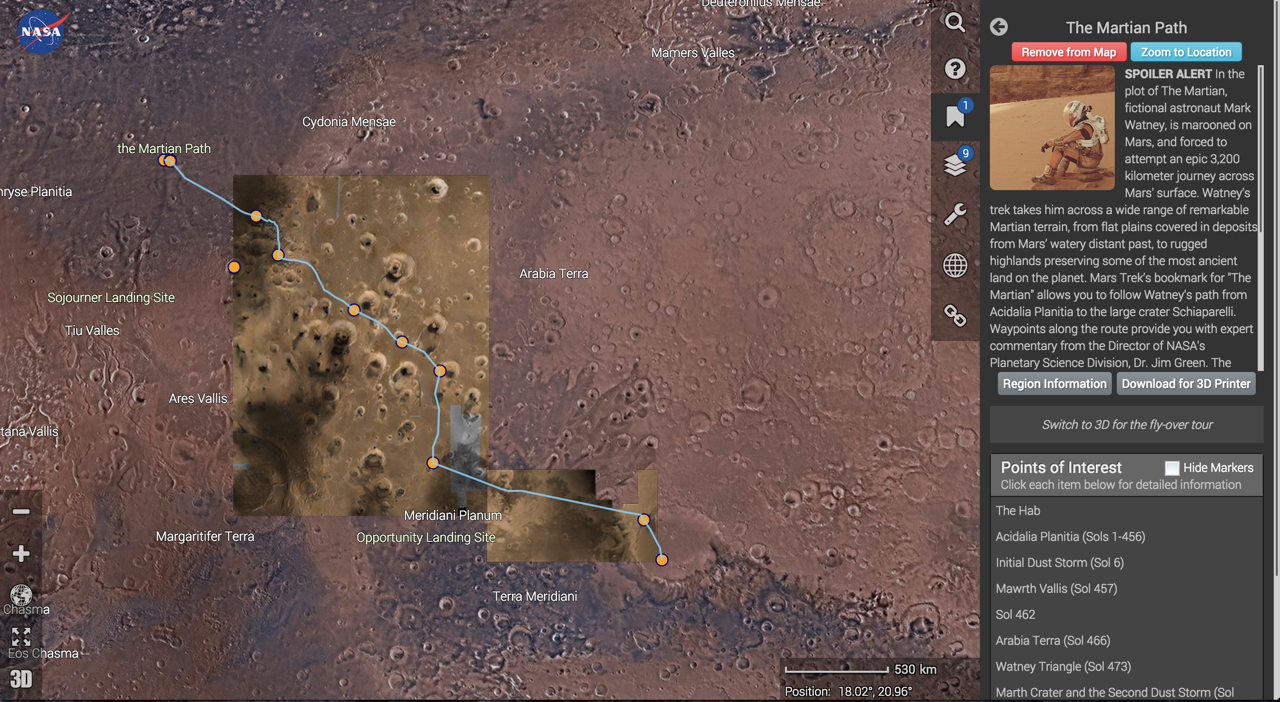 NASA
Deuteronilus Mensae
Mamers Valles
Cydonia Mensae
the Martian Path
hryse Planitia
Arabia Terra
Sojourner Landing Site
Tiu Valles
Ares Vallis
tana Vallis
Meridiani Planum
Opportunity Landing Site
Margaritifer Terra
Terra Meridiani
Chasma
Eos Chasma
3D
530 km
Position: 18.02°, 20.96°
1
9
The Martian Path
Remove from Map
Zoom to Location
SPOILER ALERT In the
plot of The Martian,
fictional astronaut Mark
Watney, is marooned on
Mars, and forced to
attempt an epic 3,200
kilometer journey across
Mars' surface. Watney's
trek takes him across a wide range of remarkable
Martian terrain, from flat plains covered in deposits
from Mars' watery distant past, to rugged
highlands preserving some of the most ancient
land on the planet. Mars Trek's bookmark for "The
Martian" allows you to follow Watney's path from
Acidalia Planitia to the large crater Schiaparelli.
Waypoints along the route provide you with expert
commentary from the Director of NASA's
Planetary Science Division, Dr. Jim Green. The
Region Information
Download for 3D Printer
Switch to 3D for the fly-over tour
Points of Interest
Hide Markers
Click each item below for detailed information
The Hab
Acidalia Planitia (Sols 1-456)
Initial Dust Storm (Sol 6)
Mawrth Vallis (Sol 457)
Sol 462
Arabia Terra (Sol 466)
Watney Triangle (Sol 473)
Marth Crater and the Second Dust Storm (Sol